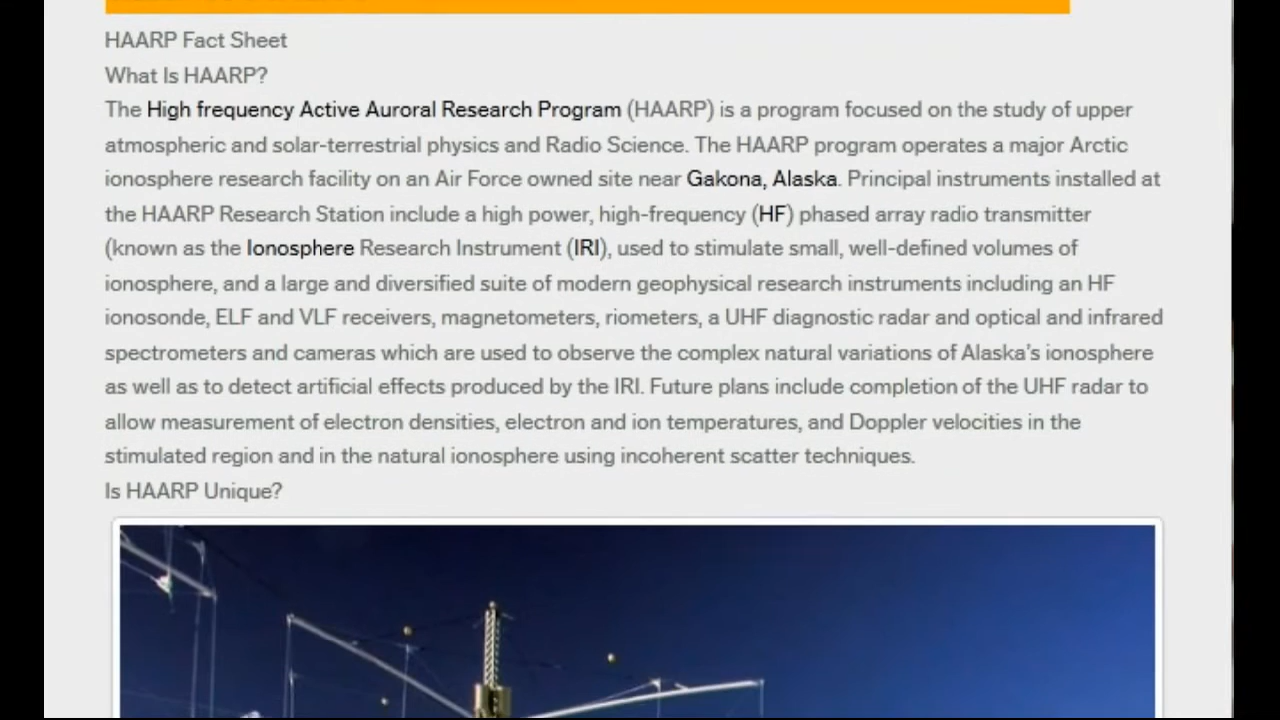 HAARP Fact Sheet
What Is HAARP?
The High frequency Active Auroral Research Program (HAARP) is a program focused on the study of upper
atmospheric and solar-terrestrial physics and Radio Science. The HAARP program operates a major Arctic
ionosphere research facility on an Air Force owned site near Gakona, Alaska. Principal instruments installed at
the HAARP Research Station include a high power, high-frequency (HF) phased array radio transmitter
(known as the Ionosphere Research Instrument (IRI), used to stimulate small, well-defined volumes of
ionosphere, and a large and diversified suite of modern geophysical research instruments including an HF
ionosonde, ELF and VLF receivers, magnetometers, riometers, a UHF diagnostic radar and optical and infrared
spectrometers and cameras which are used to observe the complex natural variations of Alaska's ionosphere
as well as to detect artificial effects produced by the IRI. Future plans include completion of the UHF radar to
allow measurement of electron densities, electron and ion temperatures, and Doppler velocities in the
stimulated region and in the natural ionosphere using incoherent scatter techniques.
Is HAARP Unique?